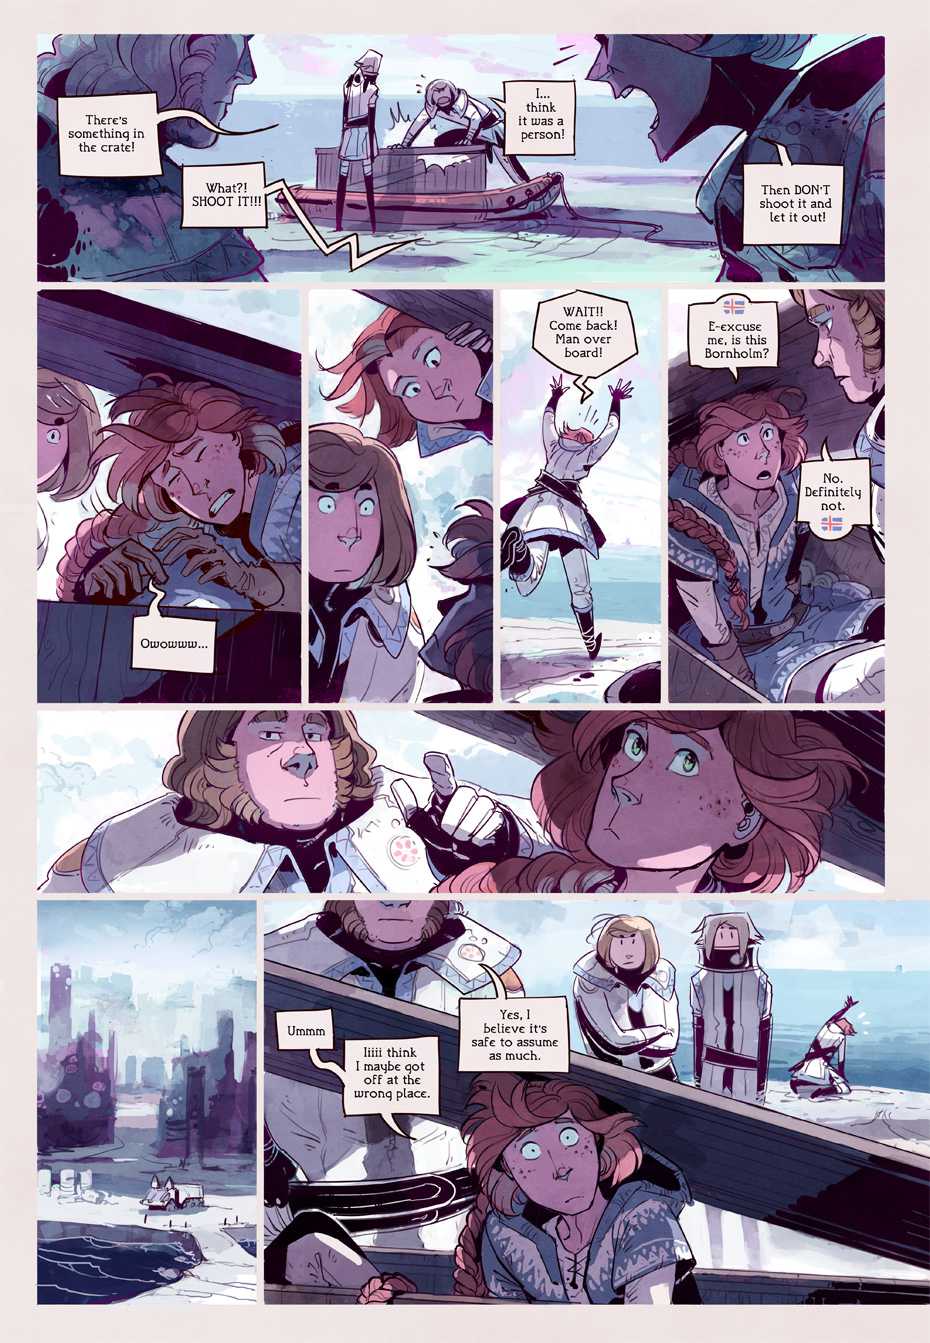 There's
something in
the crate!
What?!
SHOOT IT!!!
I...
think
it was a
person!
Then DON'T
shoot it and
let it out!
Owowww...
WAIT!!
Come back!
Man over
board!
E-excuse
me, is this
Bornholm?
No.
Definitely
not.
Ummm
Iiiii think
I maybe got
off at the
wrong place.
Yes, I
believe it's
safe to assume
as much.